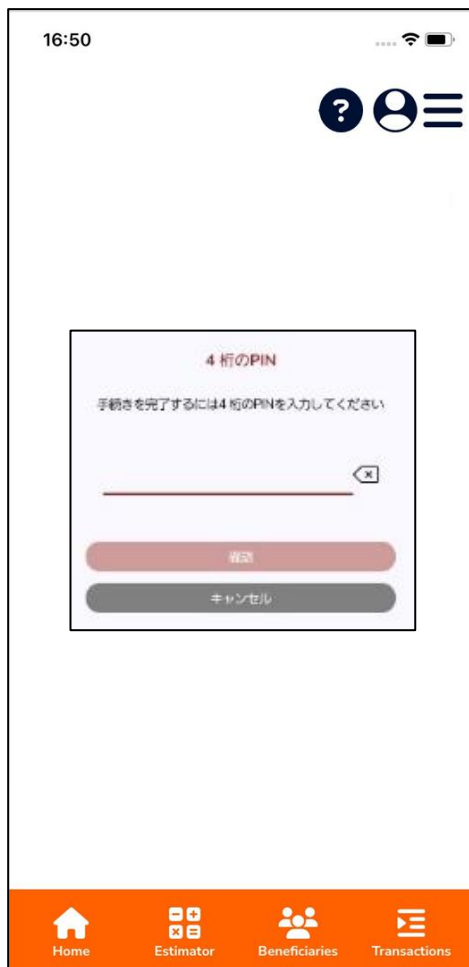 16:50
?
4 桁のPIN
手続きを完了するには4 桁のPINを入力してください
確認
キャンセル
Home
Estimator
Beneficiaries
Transactions